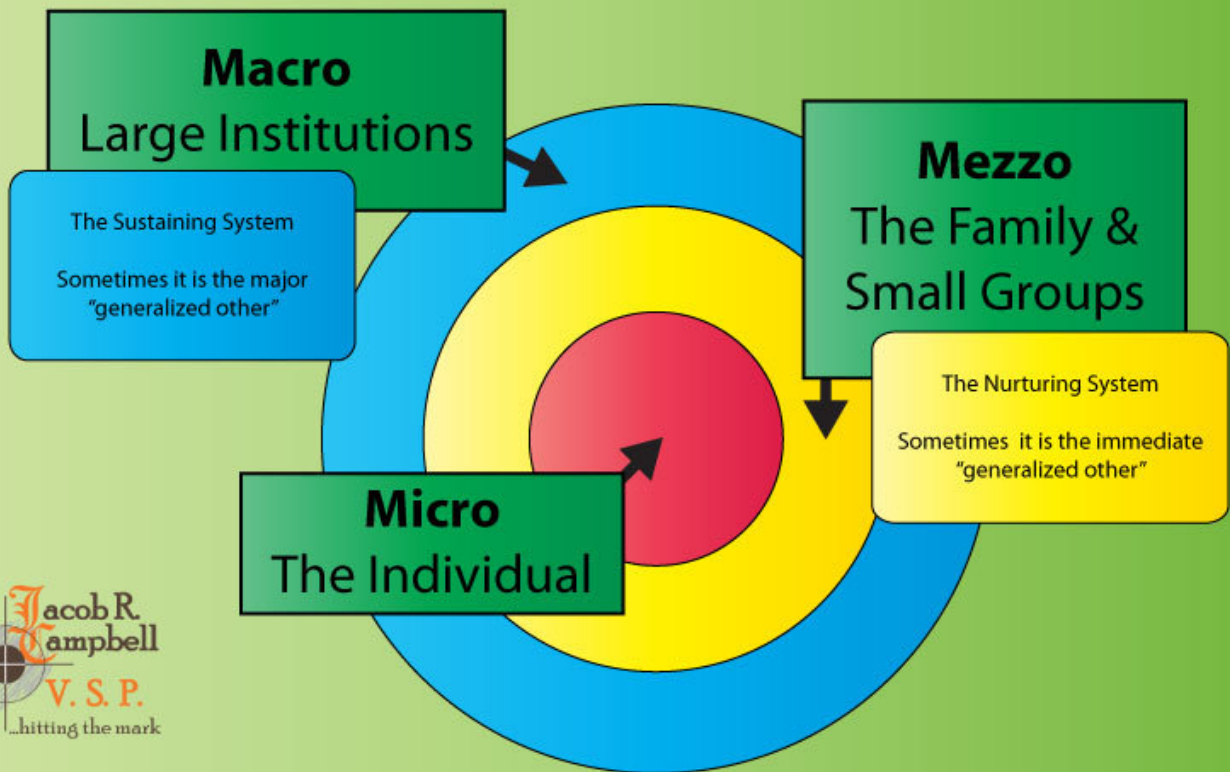 Macro
Large Institutions
The Sustaining System
Sometimes it is the major
"generalized other"
Mezzo
The Family &
Small Groups
The Nurturing System
Sometimes it is the immediate
"generalized other"
Micro
The Individual
Jacob R.
Campbell
V. S. P.
...hitting the mark